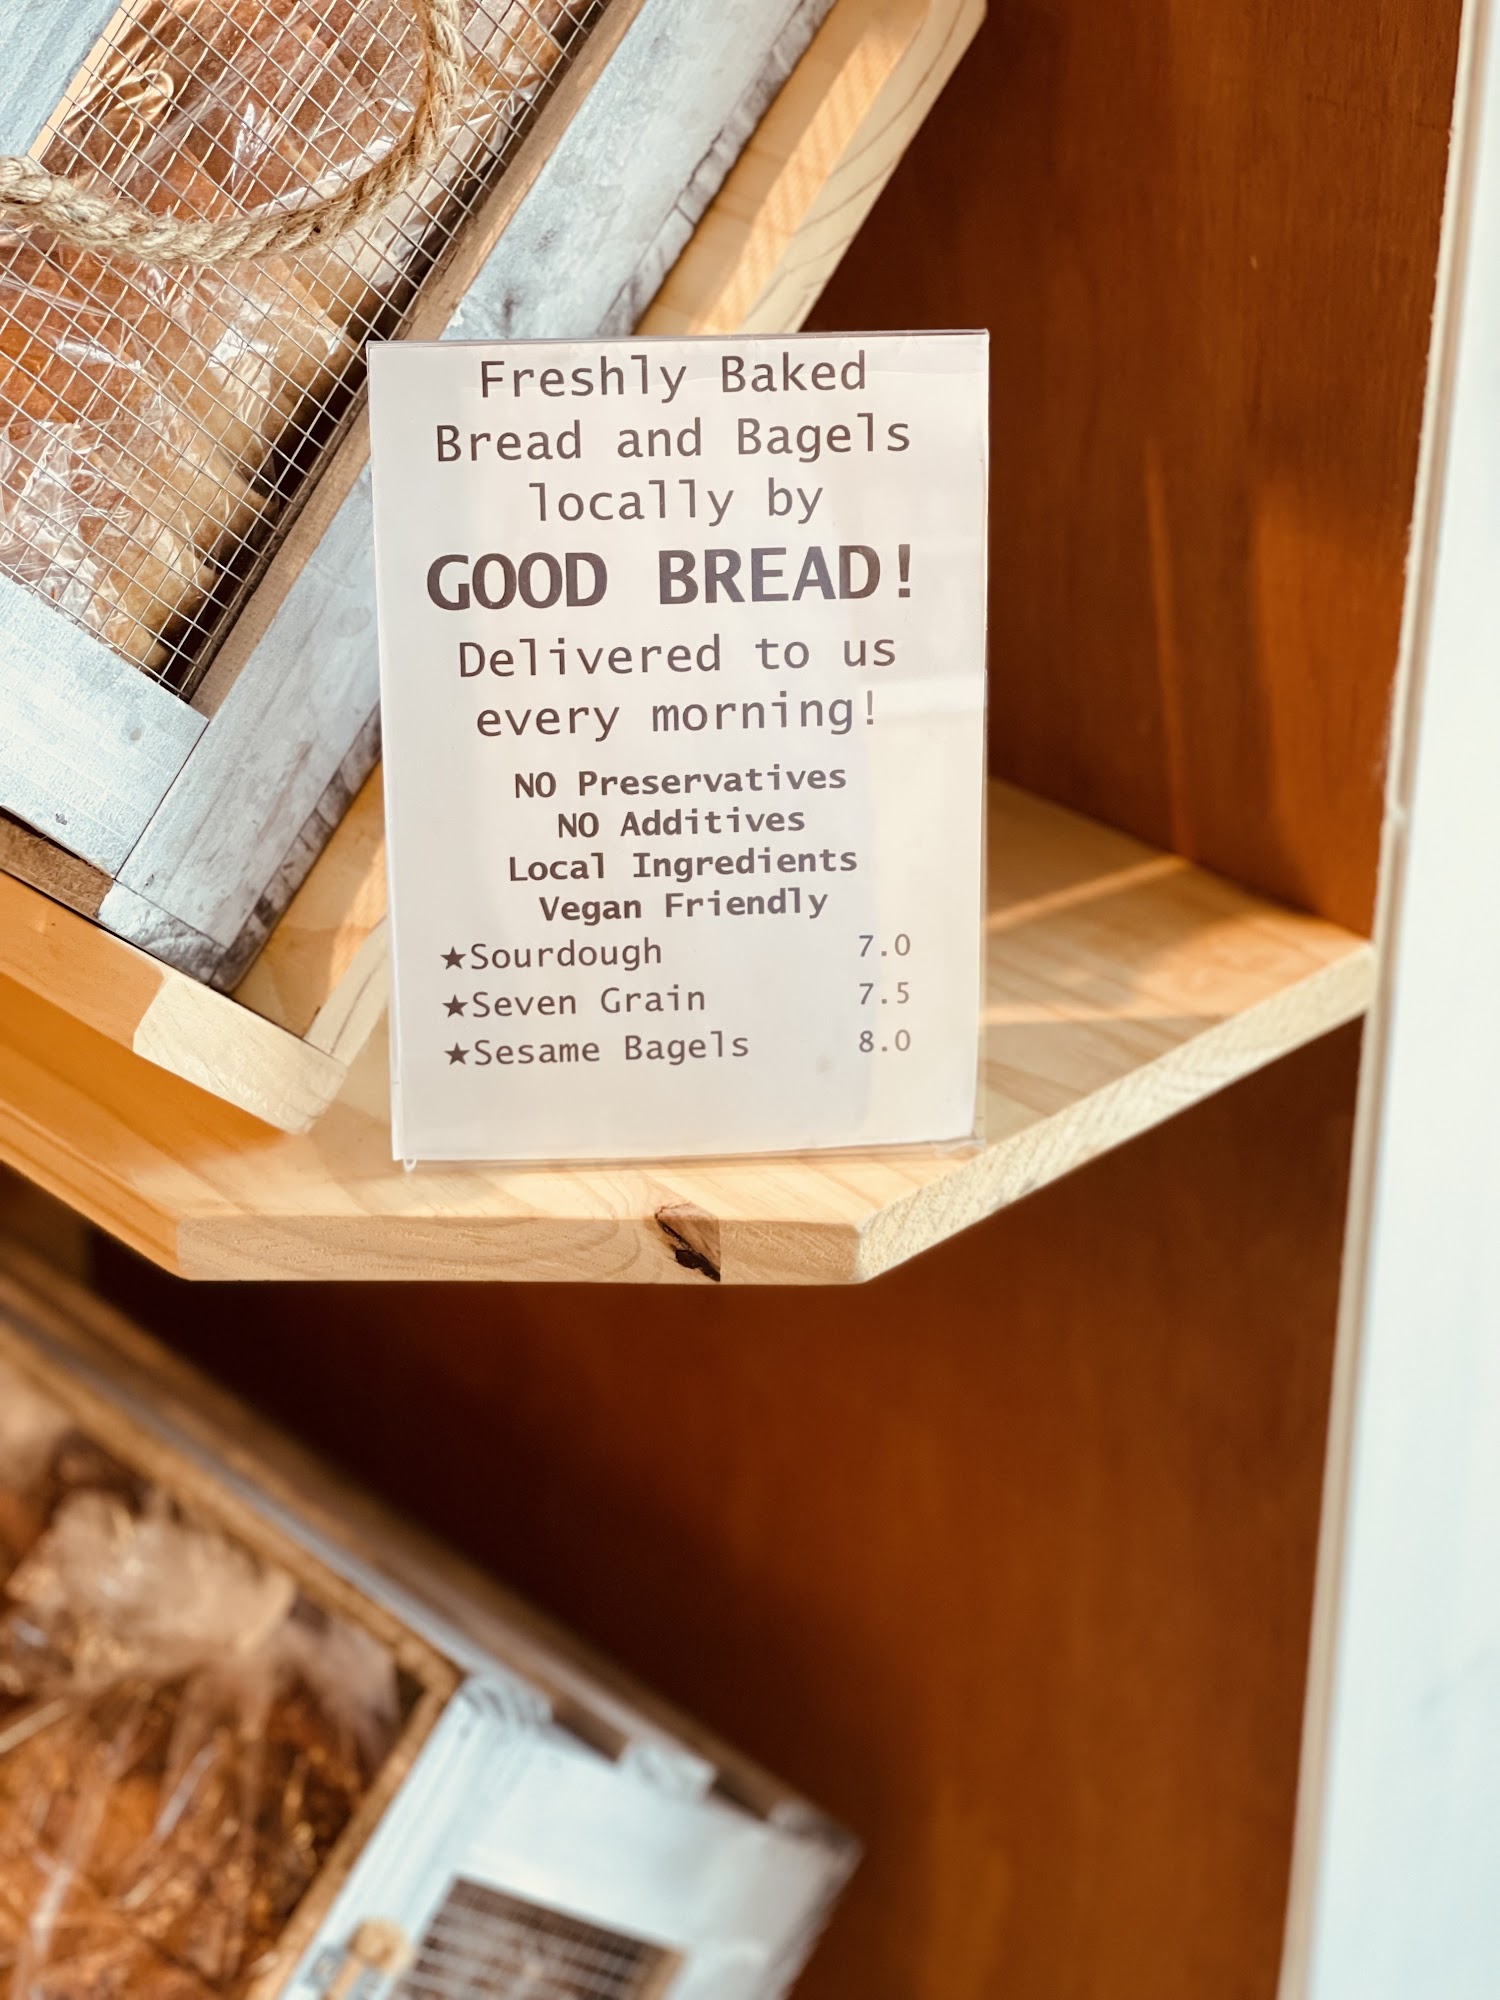 Freshly Baked
Bread and Bagels
locally by
GOOD BREAD!
Delivered to us
every morning!
NO Preservatives
NO Additives
Local Ingredients
Vegan Friendly
★Sourdough 7.0
★Seven Grain 7.5
★Sesame Bagels 8.0